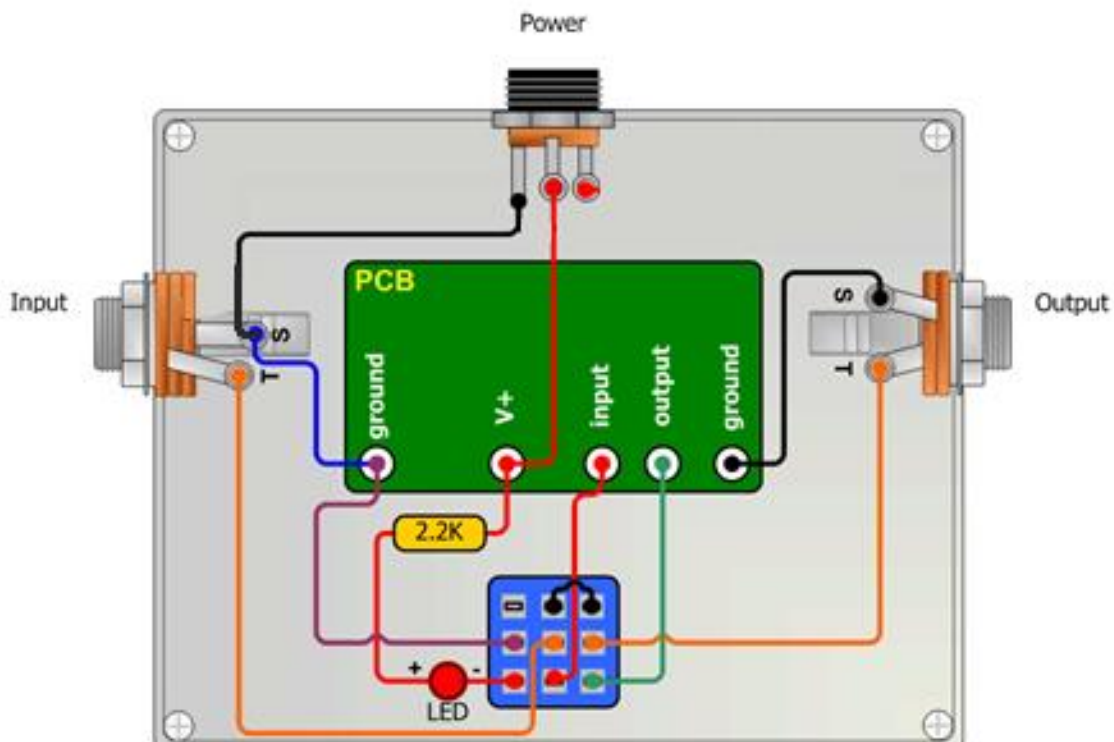 Power
Input
Output
PCB
S
T
S
T
ground
V+
input
output
ground
2.2K
+
-
LED